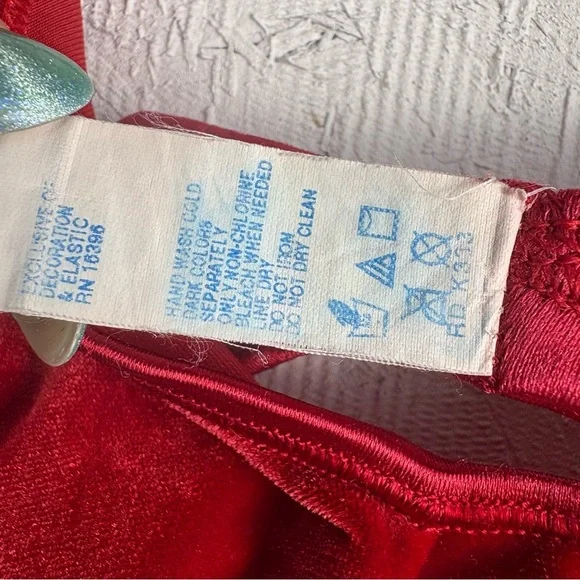 EXCLUSIVE OF
DECORATION
& ELASTIC
RN 16396
HAND WASH COLD
DARK COLORS
SEPARATELY
ONLY NON-CHLORINE
BLEACH WHEN NEEDED
LINE DRY
DO NOT IRON
DO NOT DRY CLEAN